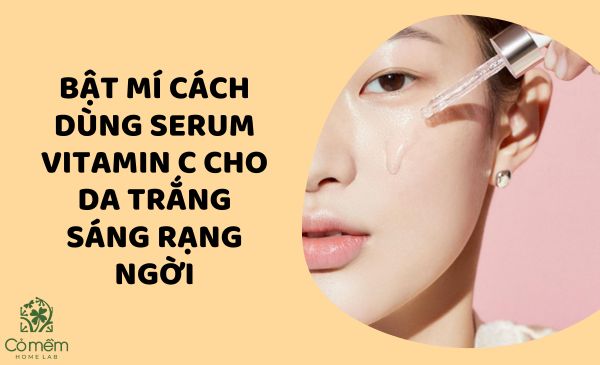 BẬT MÍ CÁCH
DÙNG SERUM
VITAMIN C CHO
DA TRẮNG
SÁNG RẠNG
NGỜI
Cỏ mềm
HOME LAB